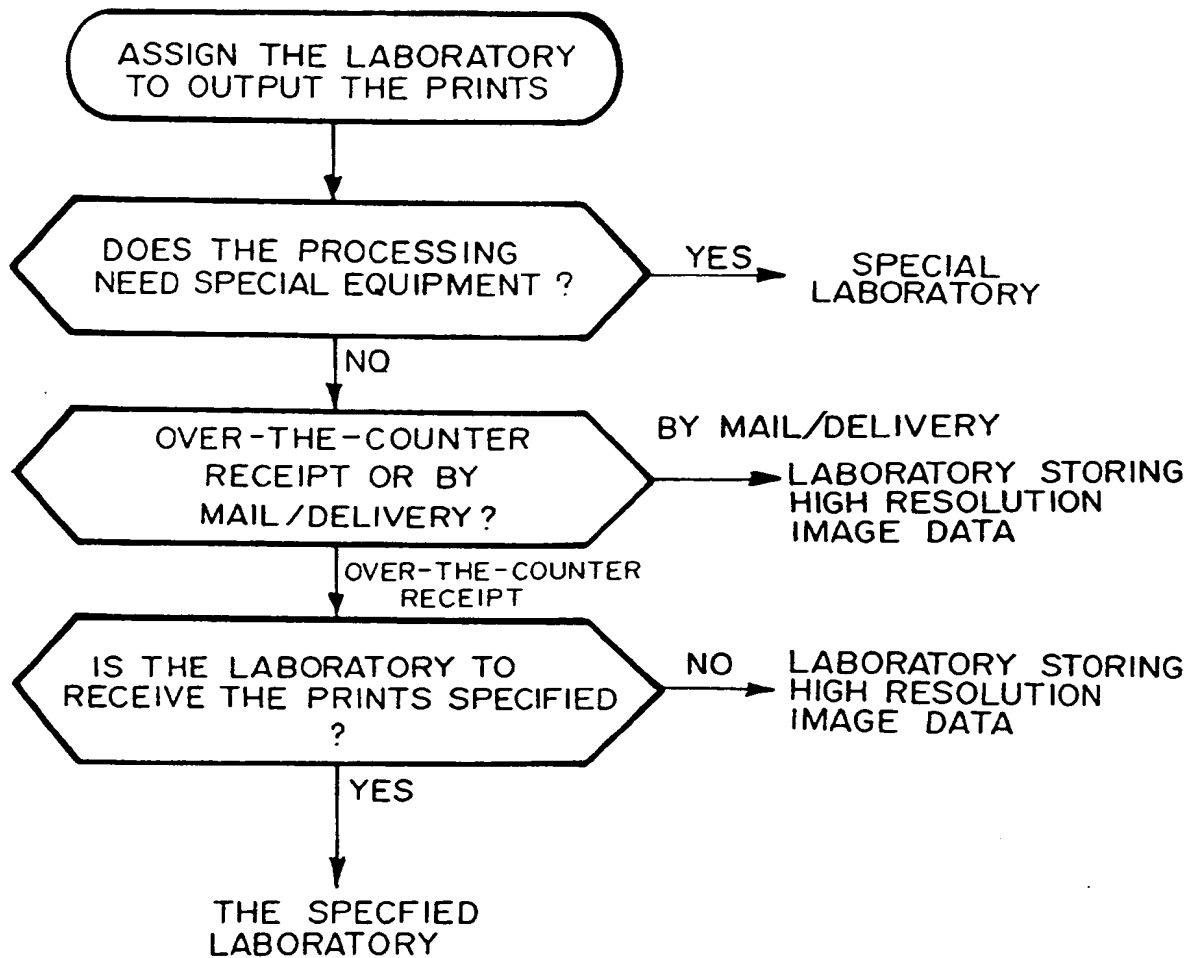 ASSIGN THE LABORATORY
TO OUTPUT THE PRINTS
DOES THE PROCESSING
NEED SPECIAL EQUIPMENT ?
YES
SPECIAL
LABORATORY
NO
OVER-THE-COUNTER
RECEIPT OR BY
MAIL/DELIVERY?
BY MAIL/DELIVERY
LABORATORY STORING
HIGH RESOLUTION
IMAGE DATA
OVER-THE-COUNTER
RECEIPT
IS THE LABORATORY TO
RECEIVE THE PRINTS SPECIFIED
?
NO
LABORATORY STORING
HIGH RESOLUTION
IMAGE DATA
YES
THE SPECFIED
LABORATORY